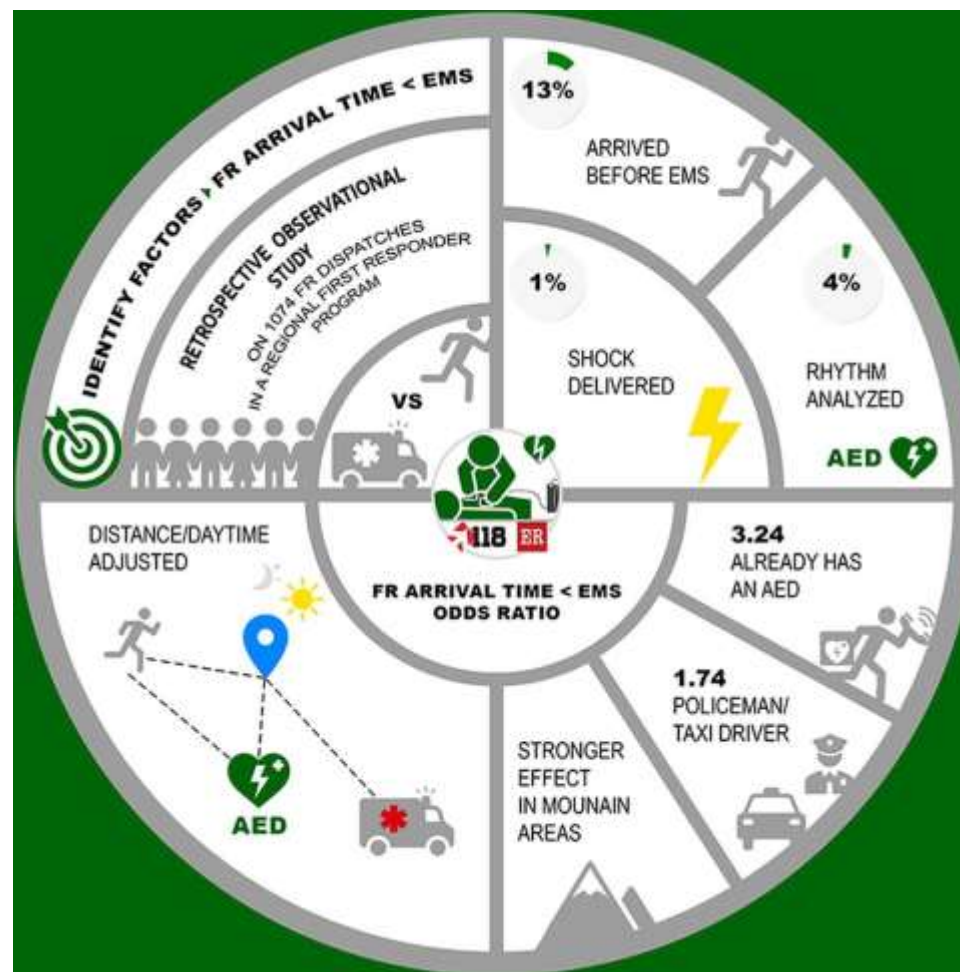 IDENTIFY FACTORS ▸ FR ARRIVAL TIME < EMS
RETROSPECTIVE OBSERVATIONAL
STUDY
ON 1074 FR DISPATCHES
IN A REGIONAL FIRST RESPONDER
PROGRAM
VS
13%
ARRIVED
BEFORE EMS
1%
SHOCK
DELIVERED
4%
RHYTHM
ANALYZED
AED
118 ER
FR ARRIVAL TIME < EMS
ODDS RATIO
DISTANCE/DAYTIME
ADJUSTED
AED
3.24
ALREADY HAS
AN AED
1.74
POLICEMAN/
TAXI DRIVER
STRONGER
EFFECT
IN MOUNAIN
AREAS